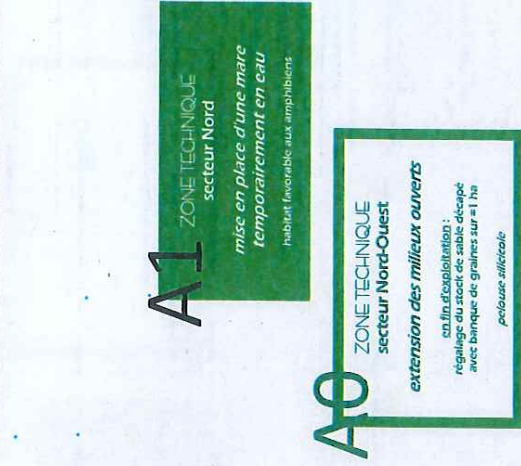 A1
ZONE TECHNIQUE
secteur Nord
mise en place d'une mare
temporairement en eau
habitat favorable aux amphibiens
A0
ZONE TECHNIQUE
secteur Nord-Ouest
extension des milieux ouverts
en fin d'exploitation :
régalage du stock de sable décapé
avec banque de graines sur ≈1 ha
pelouse silicicole